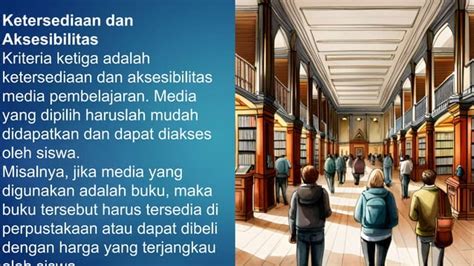 Ketersediaan dan
Aksesibilitas
Kriteria ketiga adalah
ketersediaan dan aksesibilitas
media pembelajaran. Media
yang dipilih haruslah mudah
didapatkan dan dapat diakses
oleh siswa.
Misalnya, jika media yang
digunakan adalah buku, maka
buku tersebut harus tersedia di
perpustakaan atau dapat dibeli
dengan harga yang terjangkau
oleh siswa